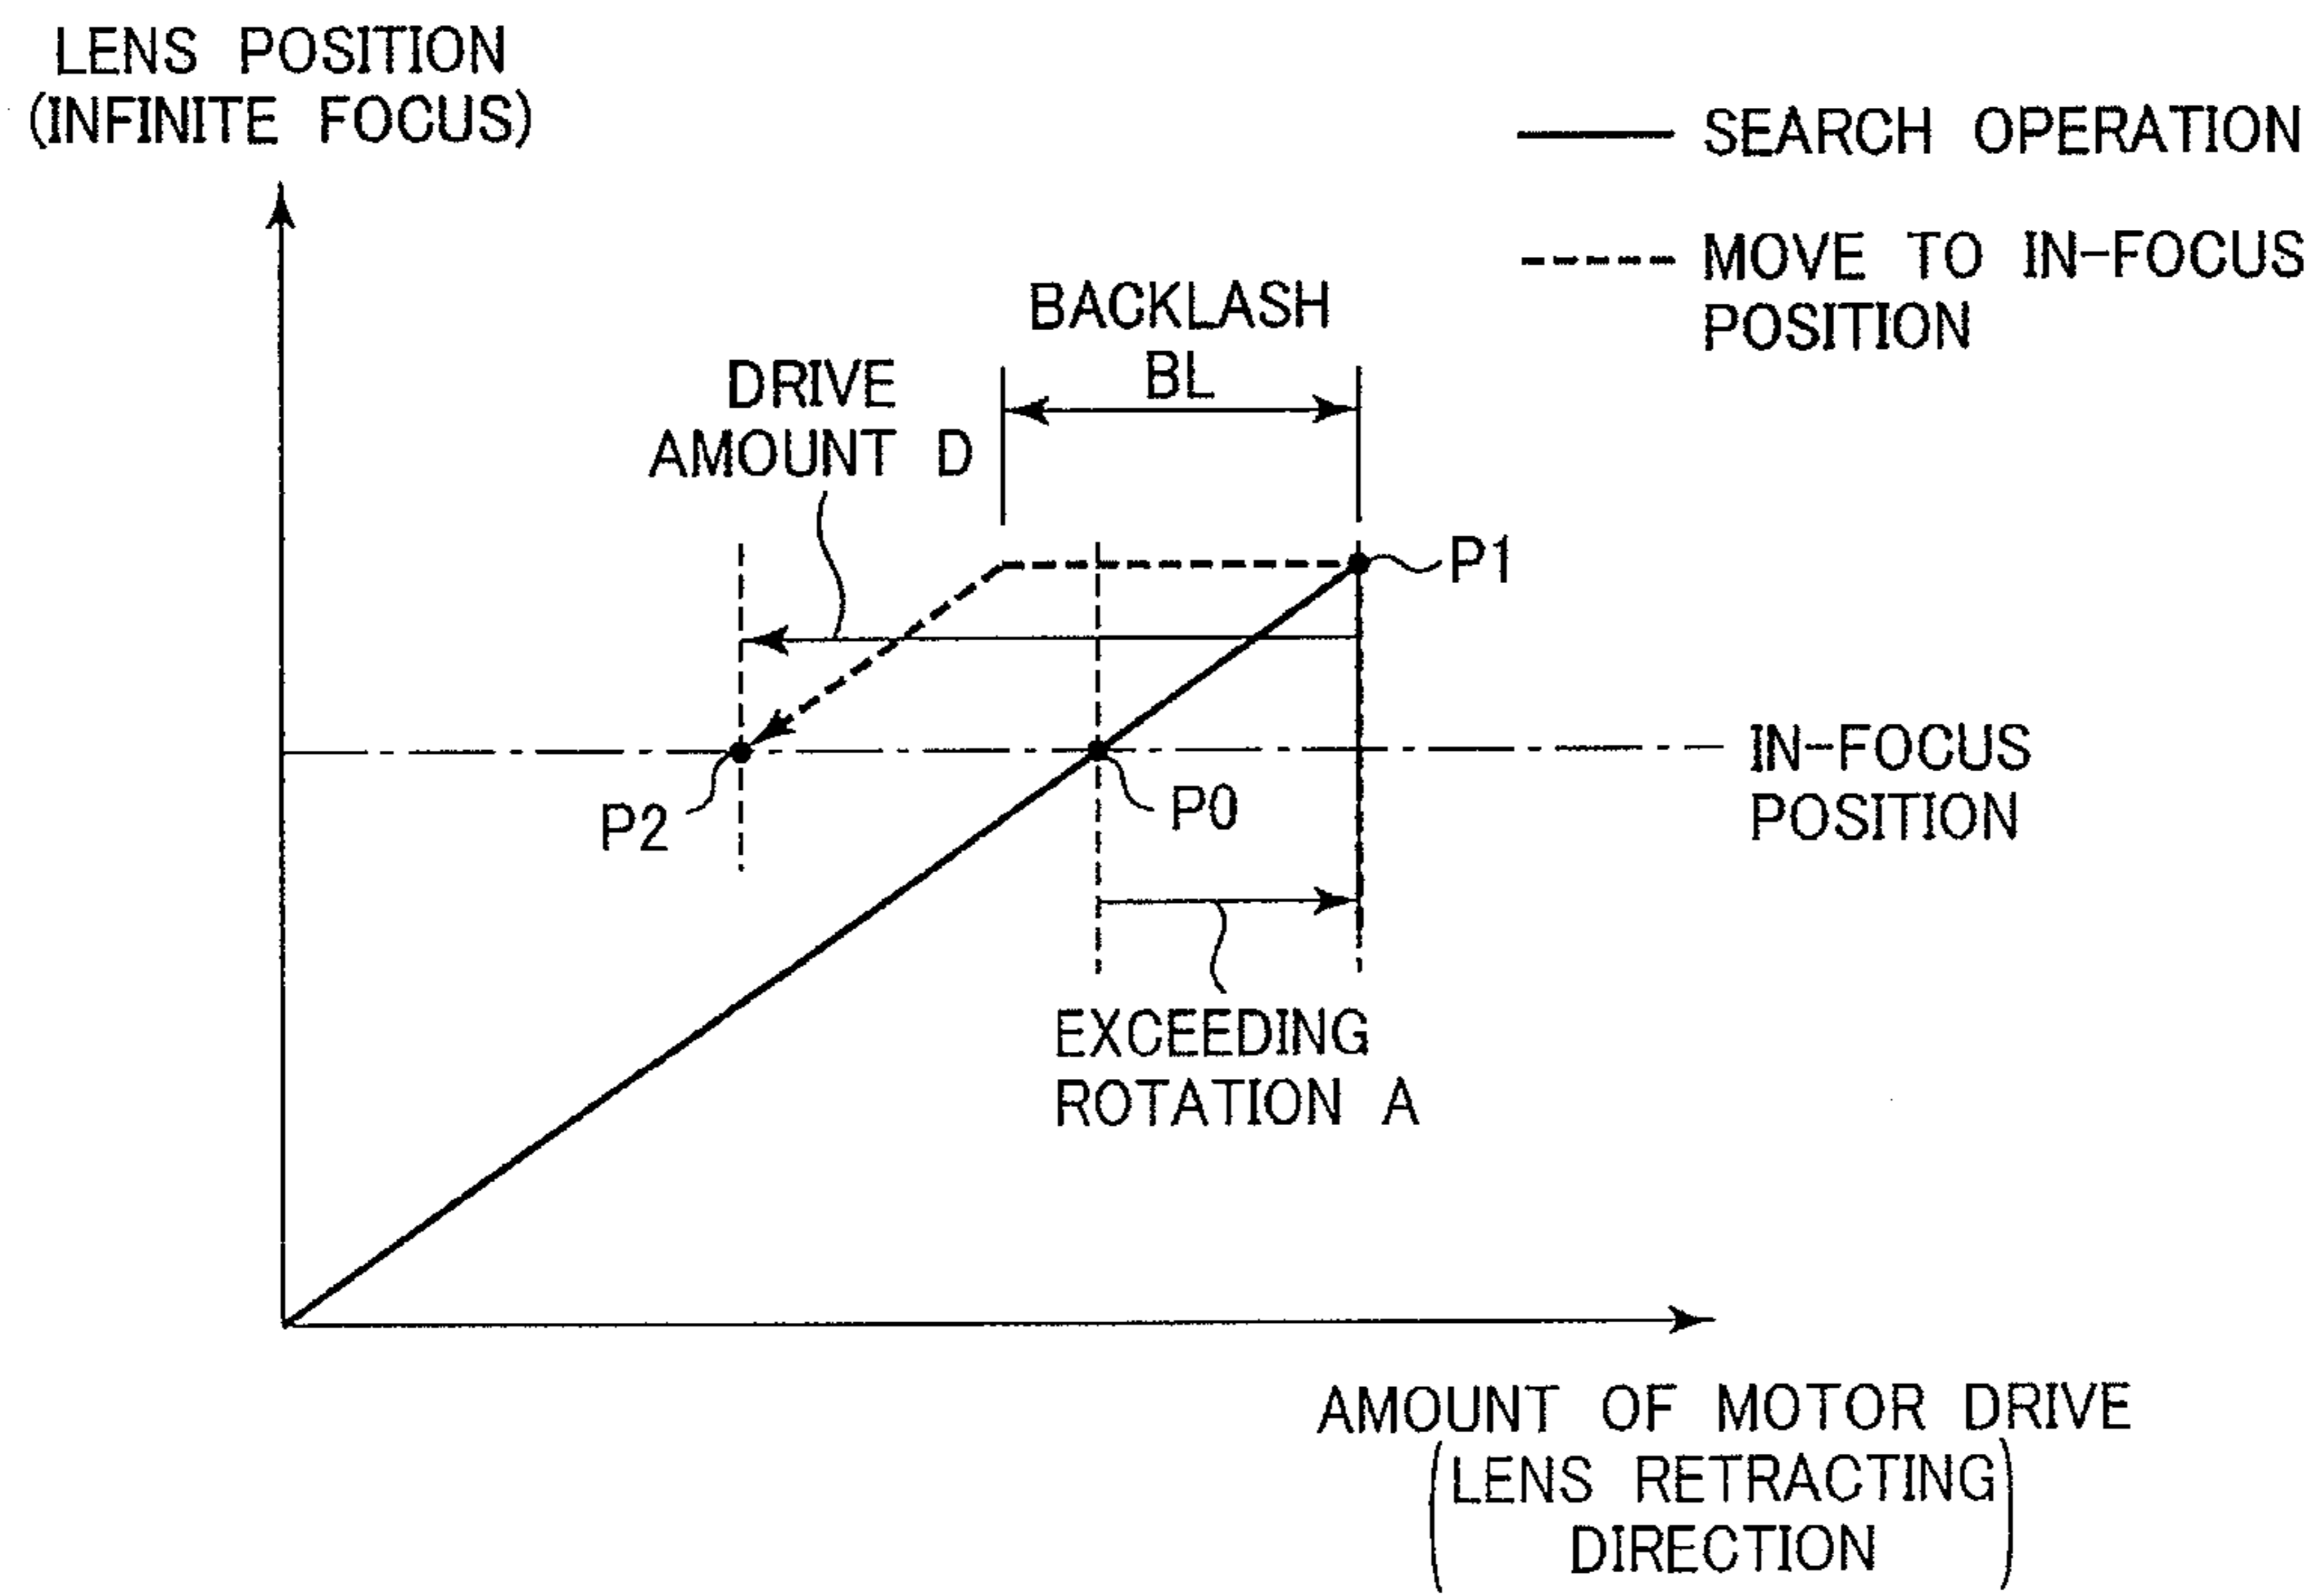 LENS POSITION
(INFINITE FOCUS)
SEARCH OPERATION
MOVE TO IN-FOCUS
POSITION
BACKLASH
BL
DRIVE
AMOUNT D
P1
IN-FOCUS
POSITION
P2
P0
EXCEEDING
ROTATION A
AMOUNT OF MOTOR DRIVE
(LENS RETRACTING
DIRECTION)